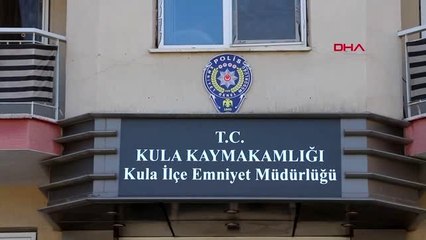 DHA
POLİS
T.C.
KULA KAYMAKAMLIĞI
Kula İlçe Emniyet Müdürlüğü